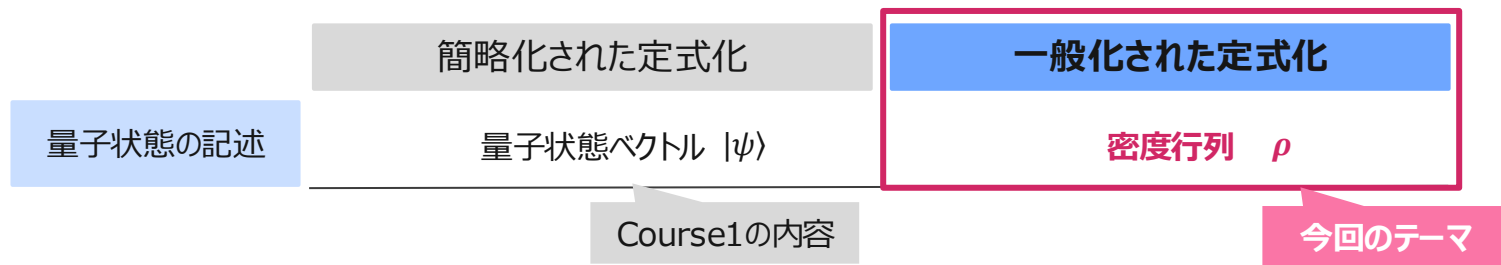 簡略化された定式化
一般化された定式化
量子状態の記述
量子状態ベクトル |ψ⟩
密度行列 ρ
Course1の内容
今回のテーマ